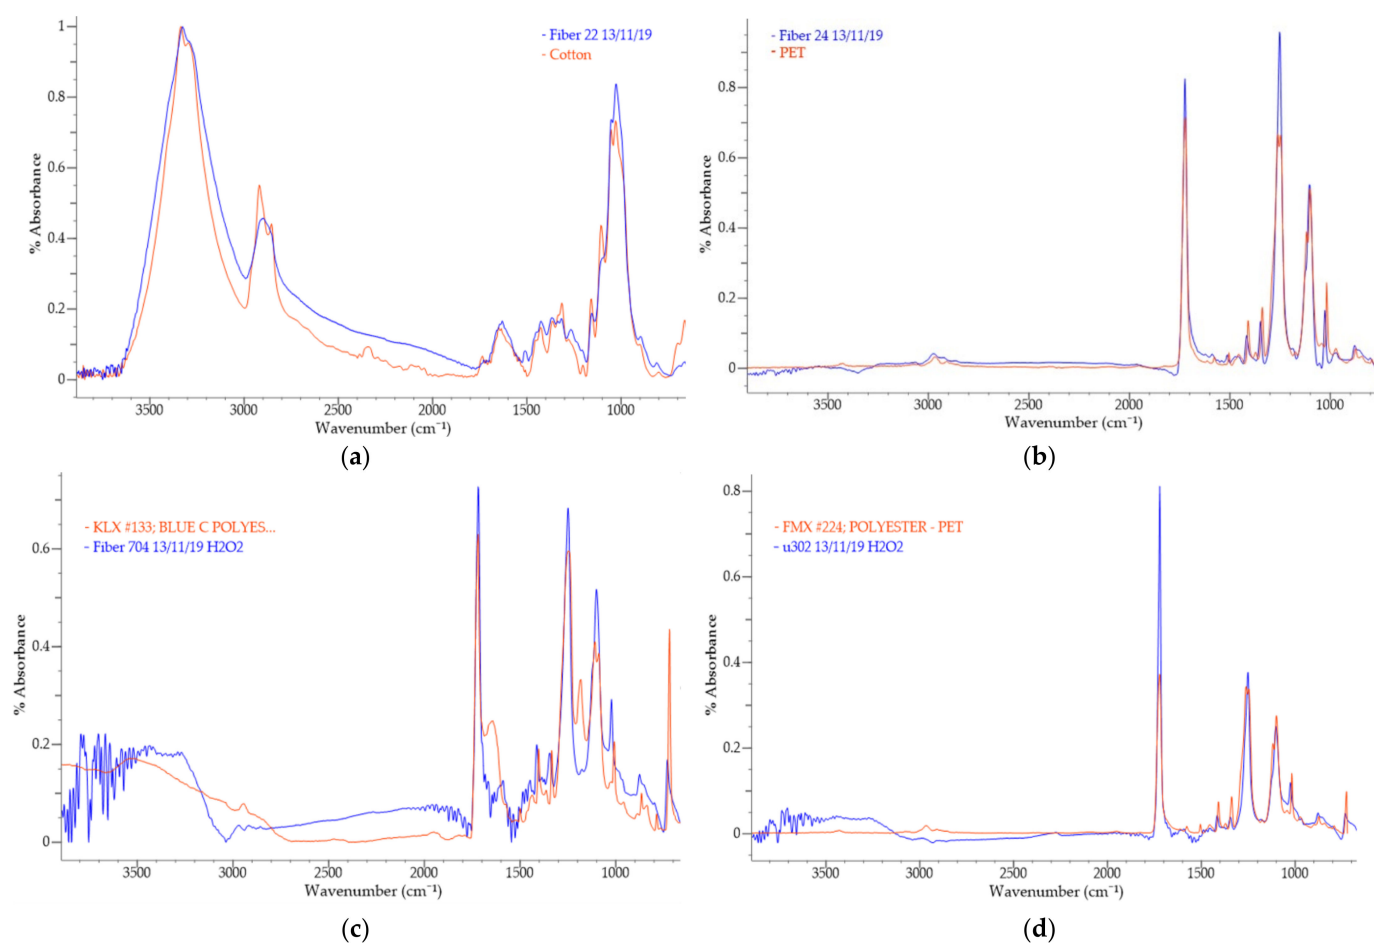 - Fiber 22 13/11/19
- Cotton
1
0.8
0.6
0.4
0.2
0
% Absorbance
3500 3000 2500 2000 1500 1000
Wavenumber (cm⁻¹)
(a)
- Fiber 24 13/11/19
- PET
0.8
0.6
0.4
0.2
0
% Absorbance
3500 3000 2500 2000 1500 1000
Wavenumber (cm⁻¹)
(b)
- KLX #133; BLUE C POLYES...
- Fiber 704 13/11/19 H2O2
0.6
0.4
0.2
0
% Absorbance
3500 3000 2500 2000 1500 1000
Wavenumber (cm⁻¹)
(c)
- FMX #224; POLYESTER - PET
- u302 13/11/19 H2O2
0.8
0.6
0.4
0.2
0
% Absorbance
3500 3000 2500 2000 1500 1000
Wavenumber (cm⁻¹)
(d)